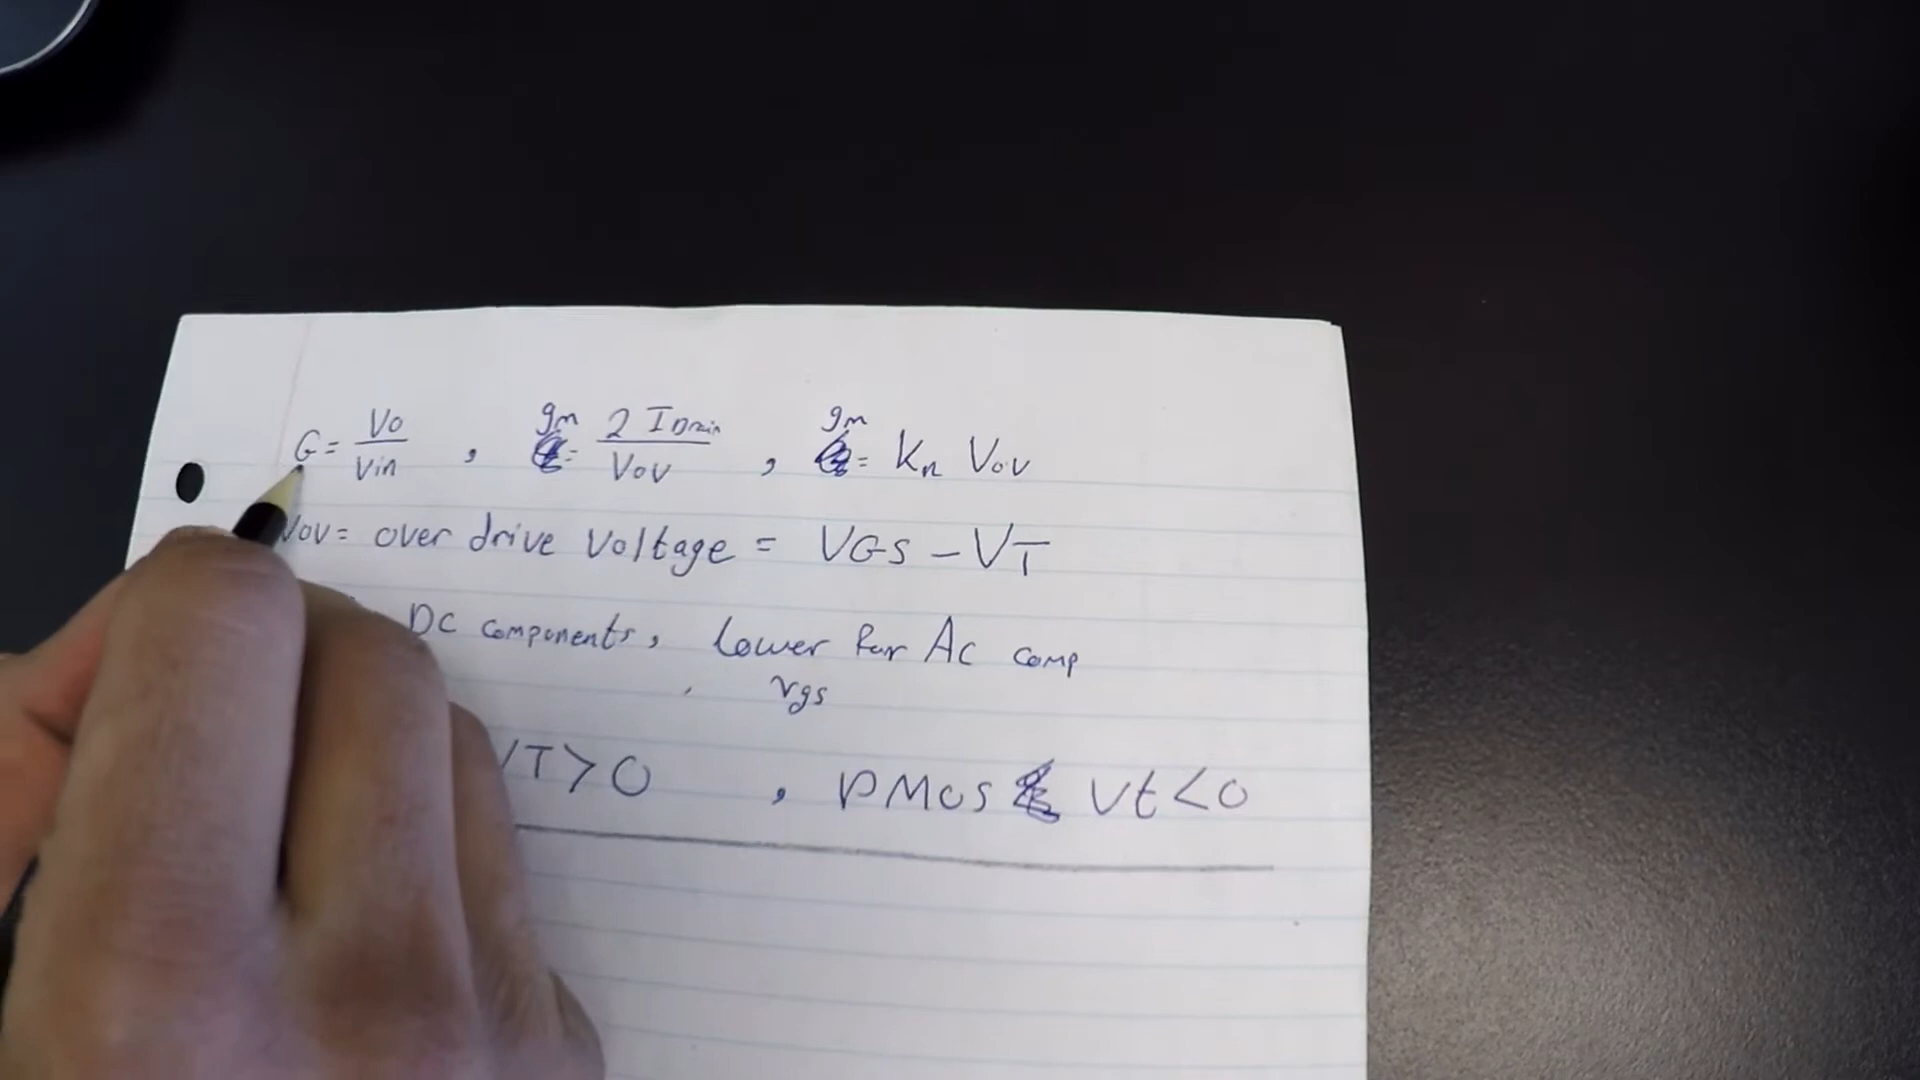 G = Vo / Vin , gm = 2 IDrain / Vov , gm = Kn Vov
Vov = over drive voltage = VGS - VT
DC components, lower for AC comp
vgs
VT>0 , PMOS Vt<0